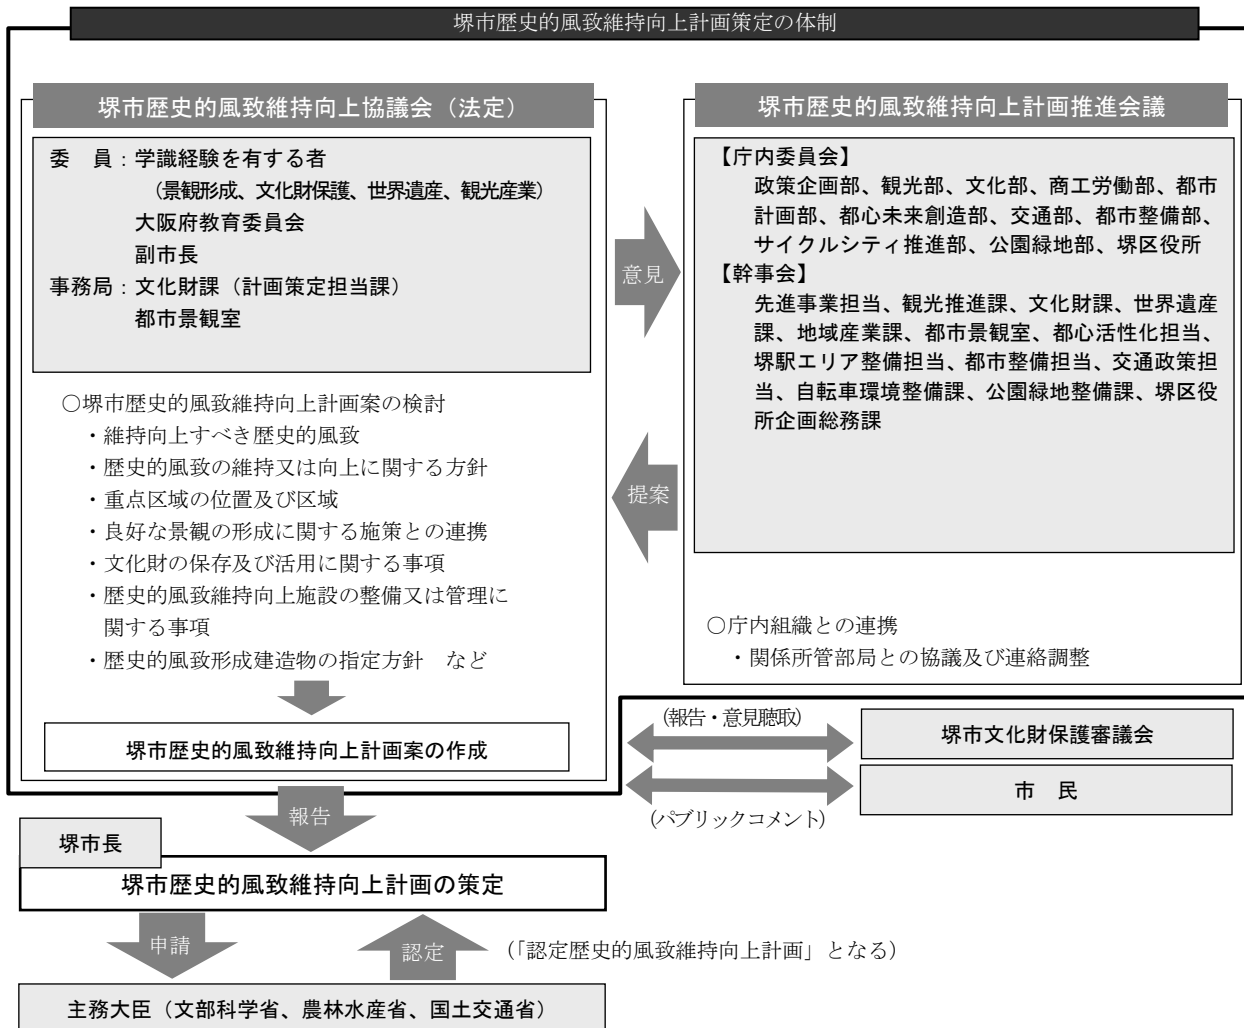 堺市歴史的風致維持向上計画策定の体制
堺市歴史的風致維持向上協議会（法定）
委　員：学識経験を有する者
（景観形成、文化財保護、世界遺産、観光産業）
大阪府教育委員会
副市長
事務局：文化財課（計画策定担当課）
都市景観室
○堺市歴史的風致維持向上計画案の検討
・維持向上すべき歴史的風致
・歴史的風致の維持又は向上に関する方針
・重点区域の位置及び区域
・良好な景観の形成に関する施策との連携
・文化財の保存及び活用に関する事項
・歴史的風致維持向上施設の整備又は管理に
関する事項
・歴史的風致形成建造物の指定方針　など
堺市歴史的風致維持向上計画案の作成
意見
提案
堺市歴史的風致維持向上計画推進会議
【庁内委員会】
政策企画部、観光部、文化部、商工労働部、都市
計画部、都心未来創造部、交通部、都市整備部、
サイクルシティ推進部、公園緑地部、堺区役所
【幹事会】
先進事業担当、観光推進課、文化財課、世界遺産
課、地域産業課、都市景観室、都心活性化担当、
堺駅エリア整備担当、都市整備担当、交通政策担
当、自転車環境整備課、公園緑地整備課、堺区役
所企画総務課
○庁内組織との連携
・関係所管部局との協議及び連絡調整
（報告・意見聴取）
堺市文化財保護審議会
市　民
（パブリックコメント）
報告
堺市長
堺市歴史的風致維持向上計画の策定
申請
認定
（「認定歴史的風致維持向上計画」となる）
主務大臣（文部科学省、農林水産省、国土交通省）